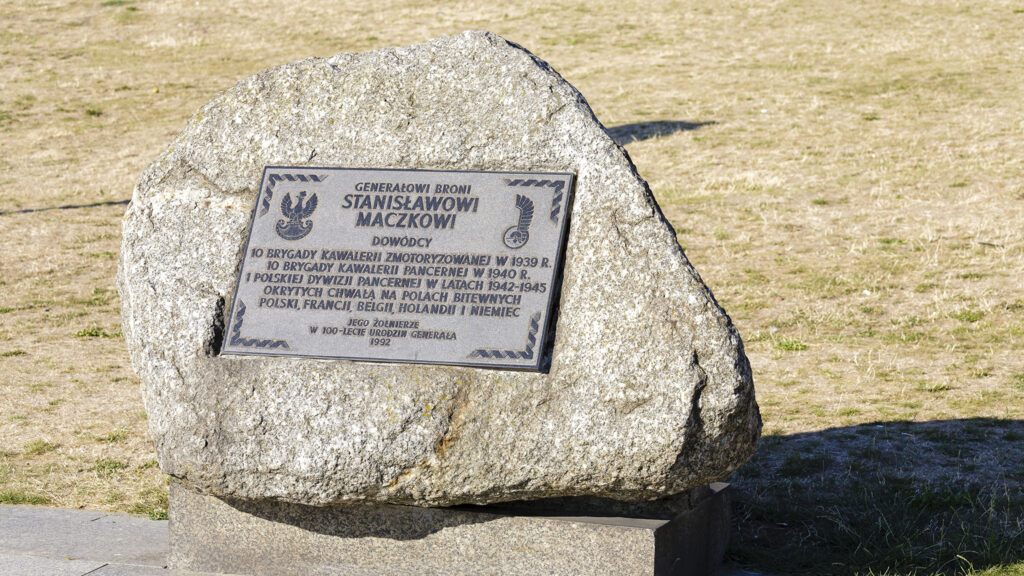 GENERAŁOWI BRONI
STANISŁAWOWI
MACZKOWI
DOWÓDCY
10 BRYGADY KAWALERII ZMOTORYZOWANEJ W 1939 R.
10 BRYGADY KAWALERII PANCERNEJ W 1940 R.
1 POLSKIEJ DYWIZJI PANCERNEJ W LATACH 1942-1945
OKRYTYCH CHWAŁĄ NA POLACH BITEWNYCH
POLSKI, FRANCJI, BELGII, HOLANDII I NIEMIEC
JEGO ŻOŁNIERZE
W 100-LECIE URODZIN GENERAŁA
1992